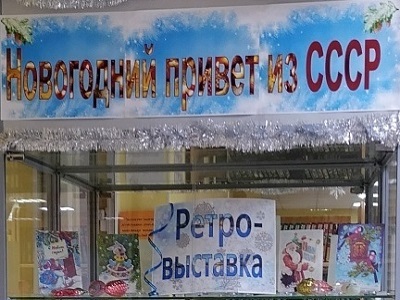 Новогодний привет из СССР
Ретро-
выставка